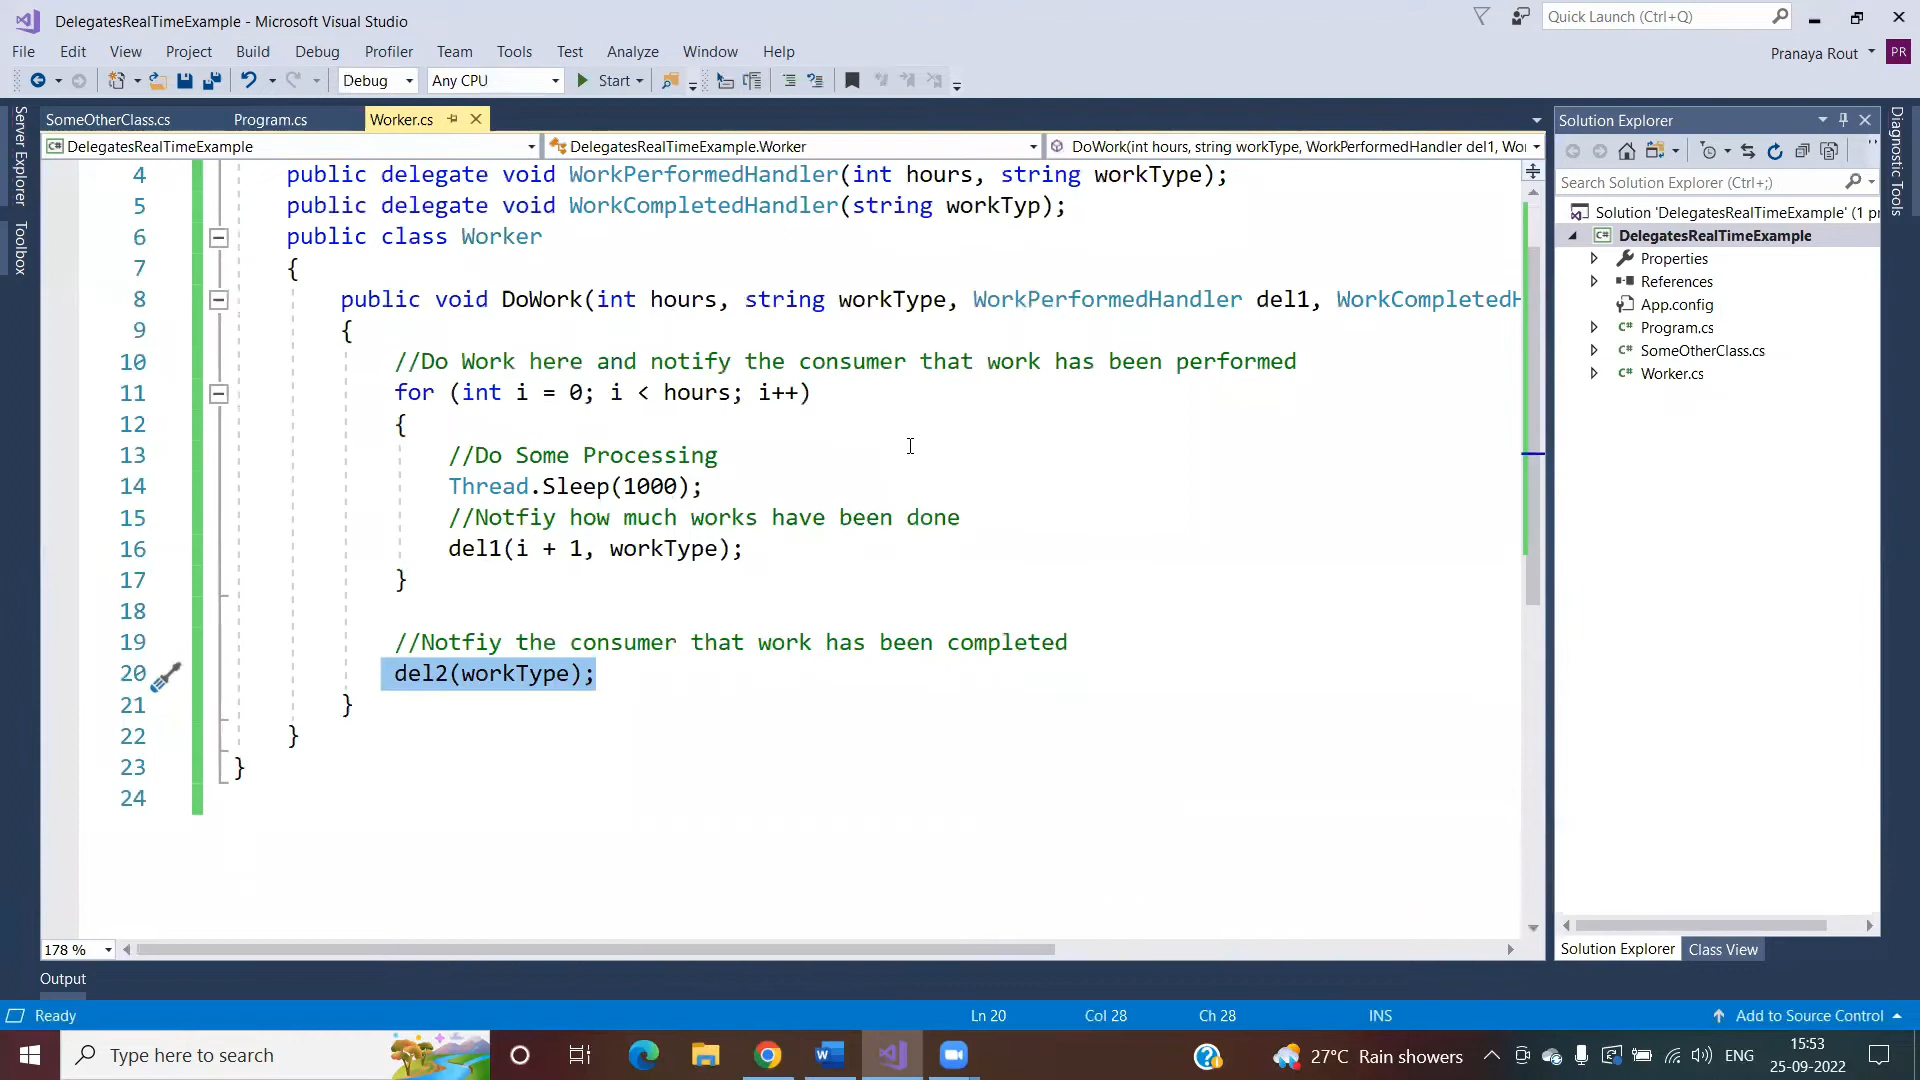 DelegatesRealTimeExample - Microsoft Visual Studio
Quick Launch (Ctrl+Q)
File Edit View Project Build Debug Profiler Team Tools Test Analyze Window Help
Pranaya Rout PR
Debug Any CPU Start
SomeOtherClass.cs Program.cs Worker.cs
DelegatesRealTimeExample DelegatesRealTimeExample.Worker DoWork(int hours, string workType, WorkPerformedHandler del1, Wor
Server Explorer
Toolbox
4 public delegate void WorkPerformedHandler(int hours, string workType);
5 public delegate void WorkCompletedHandler(string workTyp);
6 public class Worker
7 {
8 public void DoWork(int hours, string workType, WorkPerformedHandler del1, WorkCompletedH
9 {
10 //Do Work here and notify the consumer that work has been performed
11 for (int i = 0; i < hours; i++)
12 {
13 //Do Some Processing
14 Thread.Sleep(1000);
15 //Notfiy how much works have been done
16 del1(i + 1, workType);
17 }
18
19 //Notfiy the consumer that work has been completed
20 del2(workType);
21 }
22 }
23 }
24
178 %
Solution Explorer
Search Solution Explorer (Ctrl+;)
Solution 'DelegatesRealTimeExample' (1 pr
C# DelegatesRealTimeExample
Properties
References
App.config
C# Program.cs
C# SomeOtherClass.cs
C# Worker.cs
Solution Explorer Class View
Diagnostic Tools
Output
Ready Ln 20 Col 28 Ch 28 INS Add to Source Control
Type here to search
27°C Rain showers ENG
15:53
25-09-2022